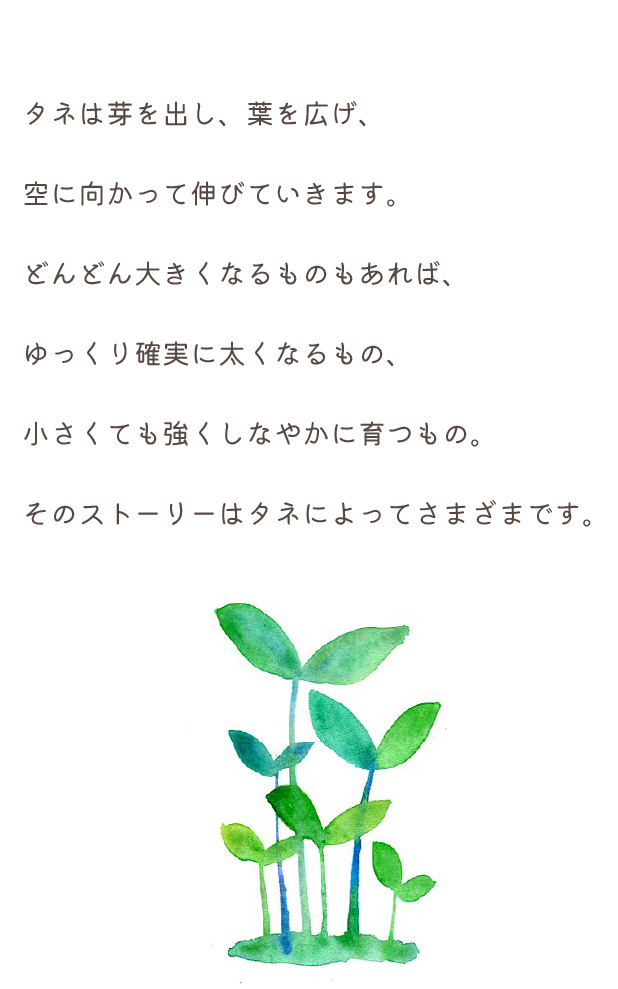 タネは芽を出し、葉を広げ、
空に向かって伸びていきます。
どんどん大きくなるものもあれば、
ゆっくり確実に太くなるもの、
小さくても強くしなやかに育つもの。
そのストーリーはタネによってさまざまです。